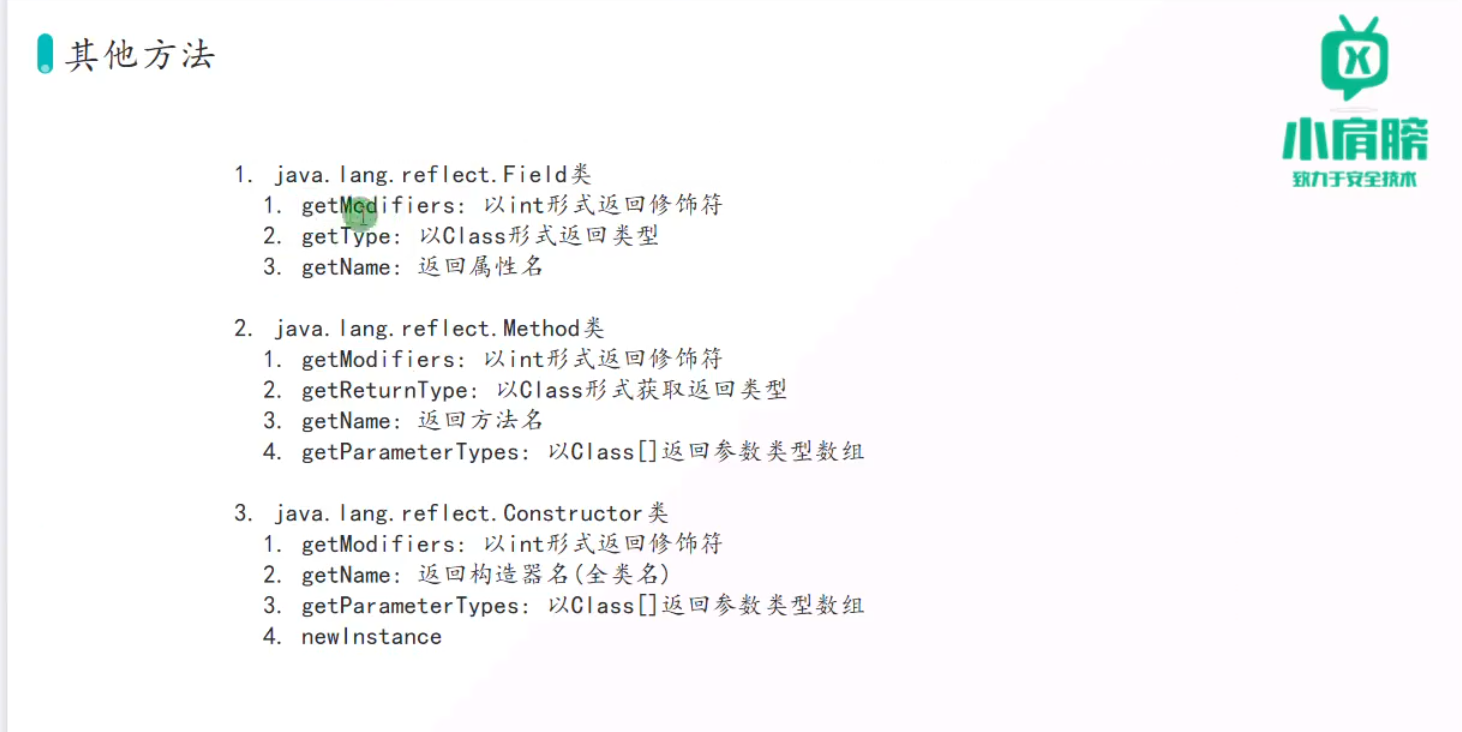 其他方法
小肩膀
致力于安全技术
1. java.lang.reflect.Field类
1. getModifiers: 以int形式返回修饰符
2. getType: 以Class形式返回类型
3. getName: 返回属性名
2. java.lang.reflect.Method类
1. getModifiers: 以int形式返回修饰符
2. getReturnType: 以Class形式获取返回类型
3. getName: 返回方法名
4. getParameterTypes: 以Class[]返回参数类型数组
3. java.lang.reflect.Constructor类
1. getModifiers: 以int形式返回修饰符
2. getName: 返回构造器名(全类名)
3. getParameterTypes: 以Class[]返回参数类型数组
4. newInstance